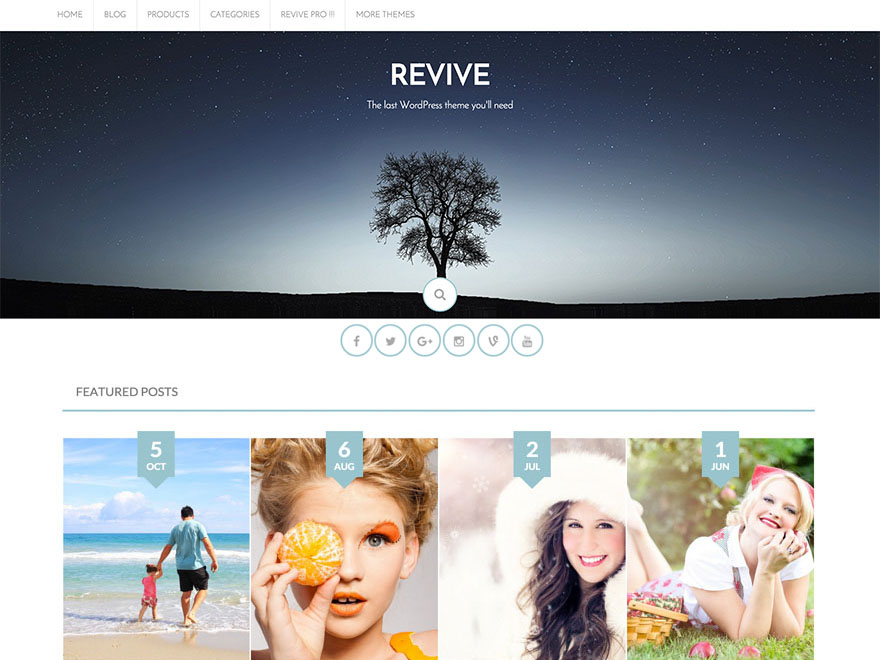 HOME BLOG PRODUCTS CATEGORIES REVIVE PRO !!! MORE THEMES
REVIVE
The last WordPress theme you'll need
FEATURED POSTS
5 6 2 1
OCT AUG JUL JUN